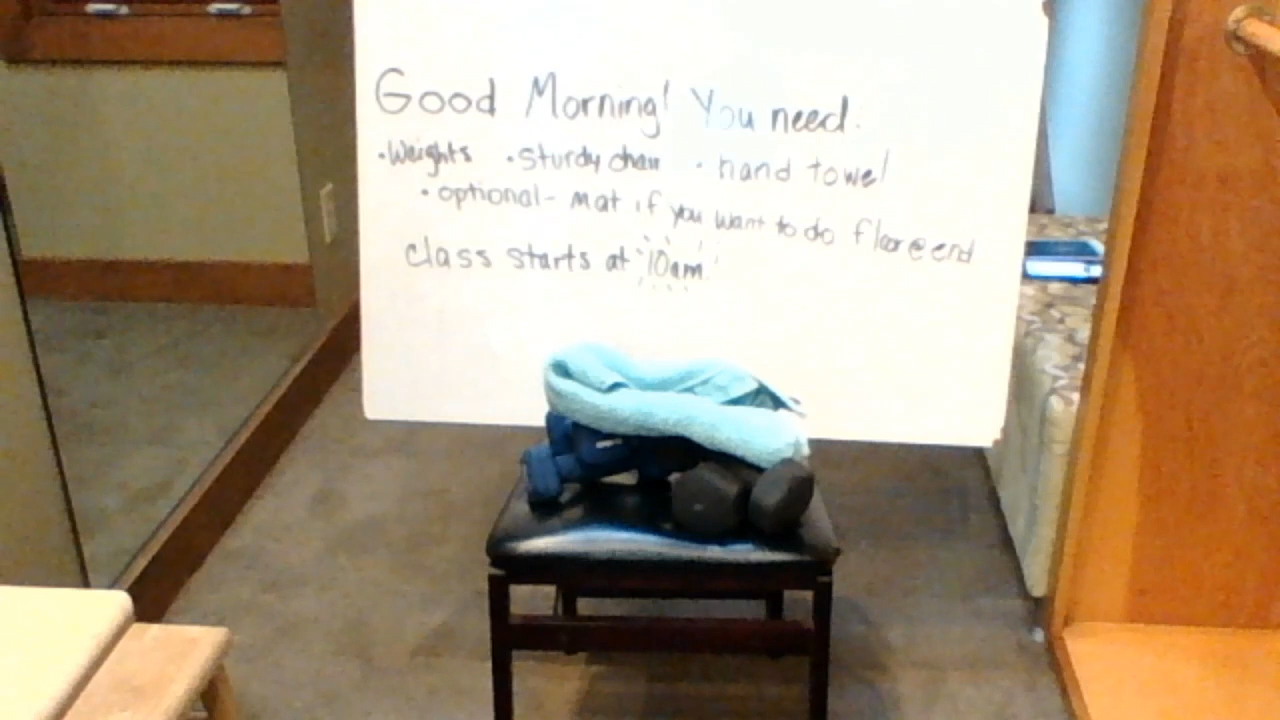 Good Morning! You need.
• Weights • sturdy chair • hand towel
• optional - mat if you want to do floor @ end
class starts at 10am